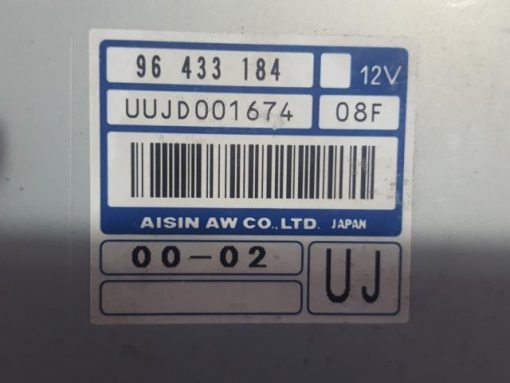 96 433 184 12V
UUJD001674 08F
AISIN AW CO.,LTD. JAPAN
00-02
UJ